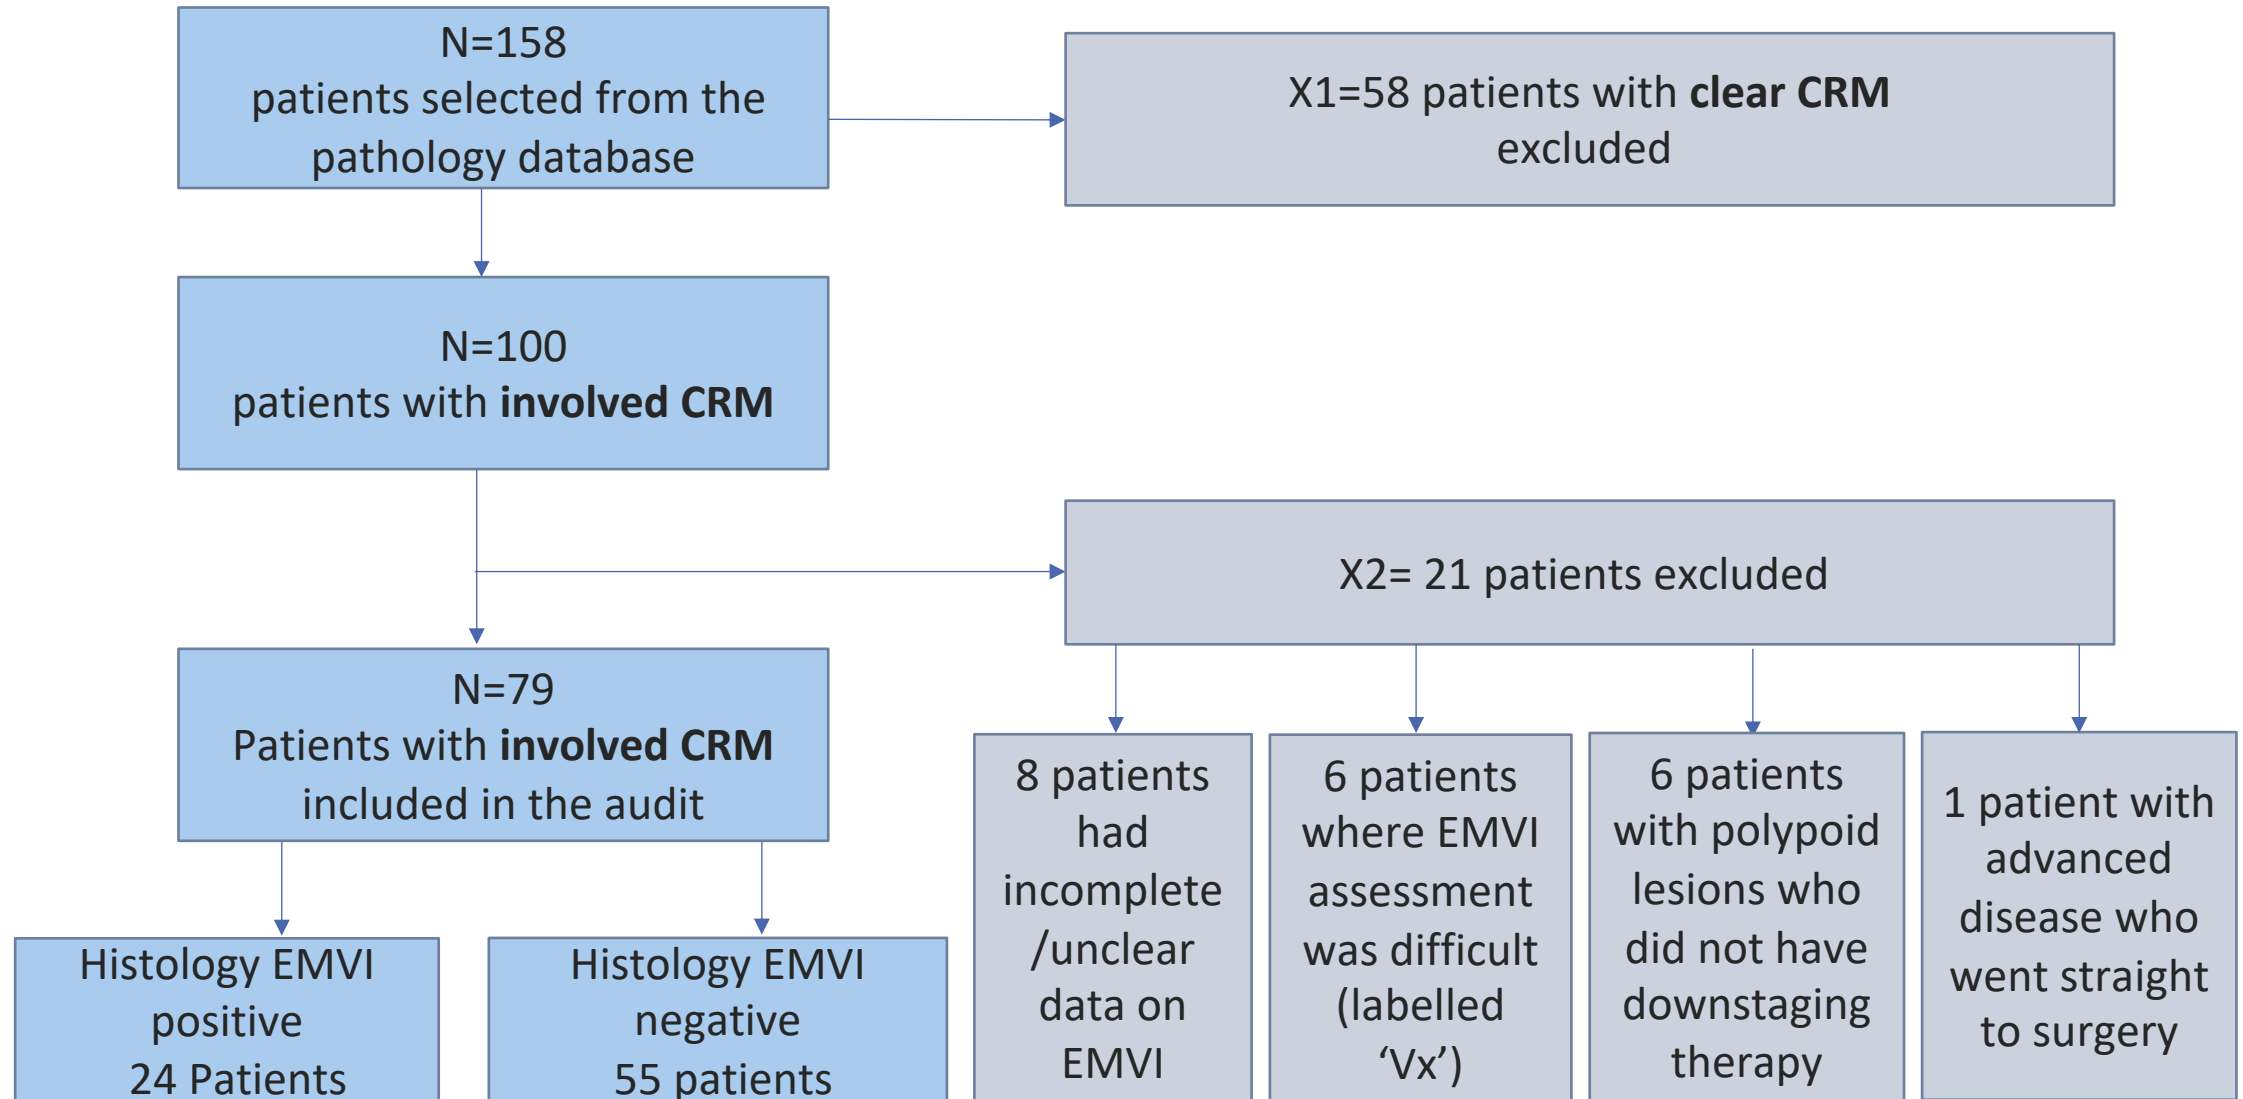 N=158
patients selected from the
pathology database
X1=58 patients with clear CRM
excluded
N=100
patients with involved CRM
X2= 21 patients excluded
N=79
Patients with involved CRM
included in the audit
8 patients
had
incomplete
/unclear
data on
EMVI
6 patients
where EMVI
assessment
was difficult
(labelled
‘Vx’)
6 patients
with polypoid
lesions who
did not have
downstaging
therapy
1 patient with
advanced
disease who
went straight
to surgery
Histology EMVI
positive
24 Patients
Histology EMVI
negative
55 patients